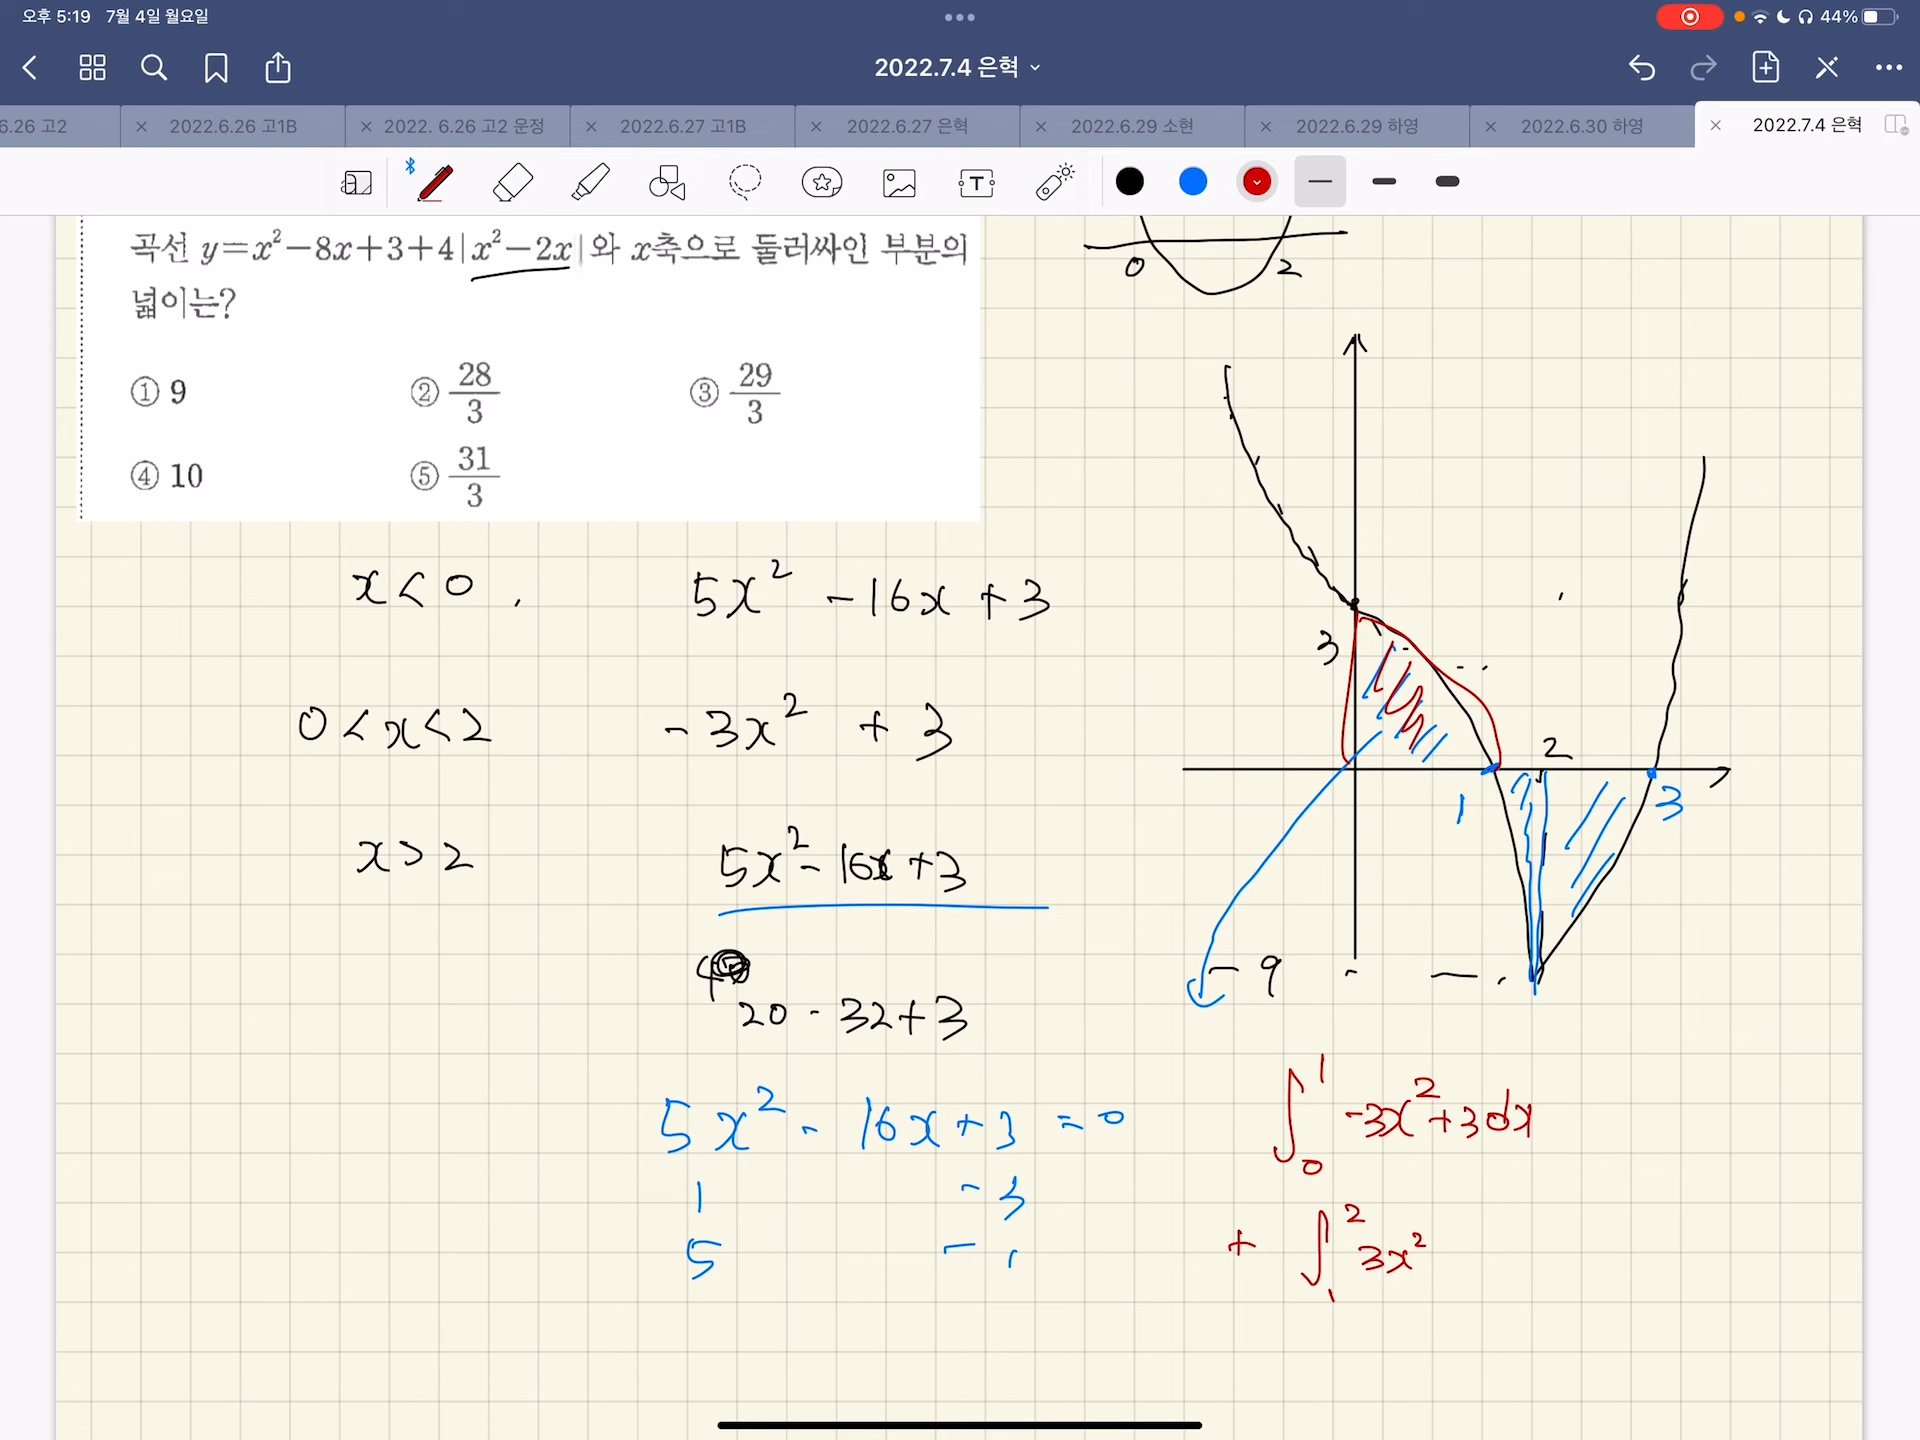 오후 5:19 7월 4일 월요일
44%
2022.7.4 은혁
6.26 고2
2022.6.26 고1B
2022. 6.26 고2 운정
2022.6.27 고1B
2022.6.27 은혁
2022.6.29 소현
2022.6.29 하영
2022.6.30 하영
2022.7.4 은혁
곡선 y=x²−8x+3+4|x²−2x|와 x축으로 둘러싸인 부분의
넓이는?
① 9 ② 28/3 ③ 29/3
④ 10 ⑤ 31/3
0 2
x<0, 5x² -16x +3
0<x<2 -3x² +3
x>2 5x²-16x+3
4
20-32+3
5x²-16x+3=0
1 -3
5 -1
3
2
1
3
-9
∫₀¹ -3x²+3dx
+ ∫₁² 3x²